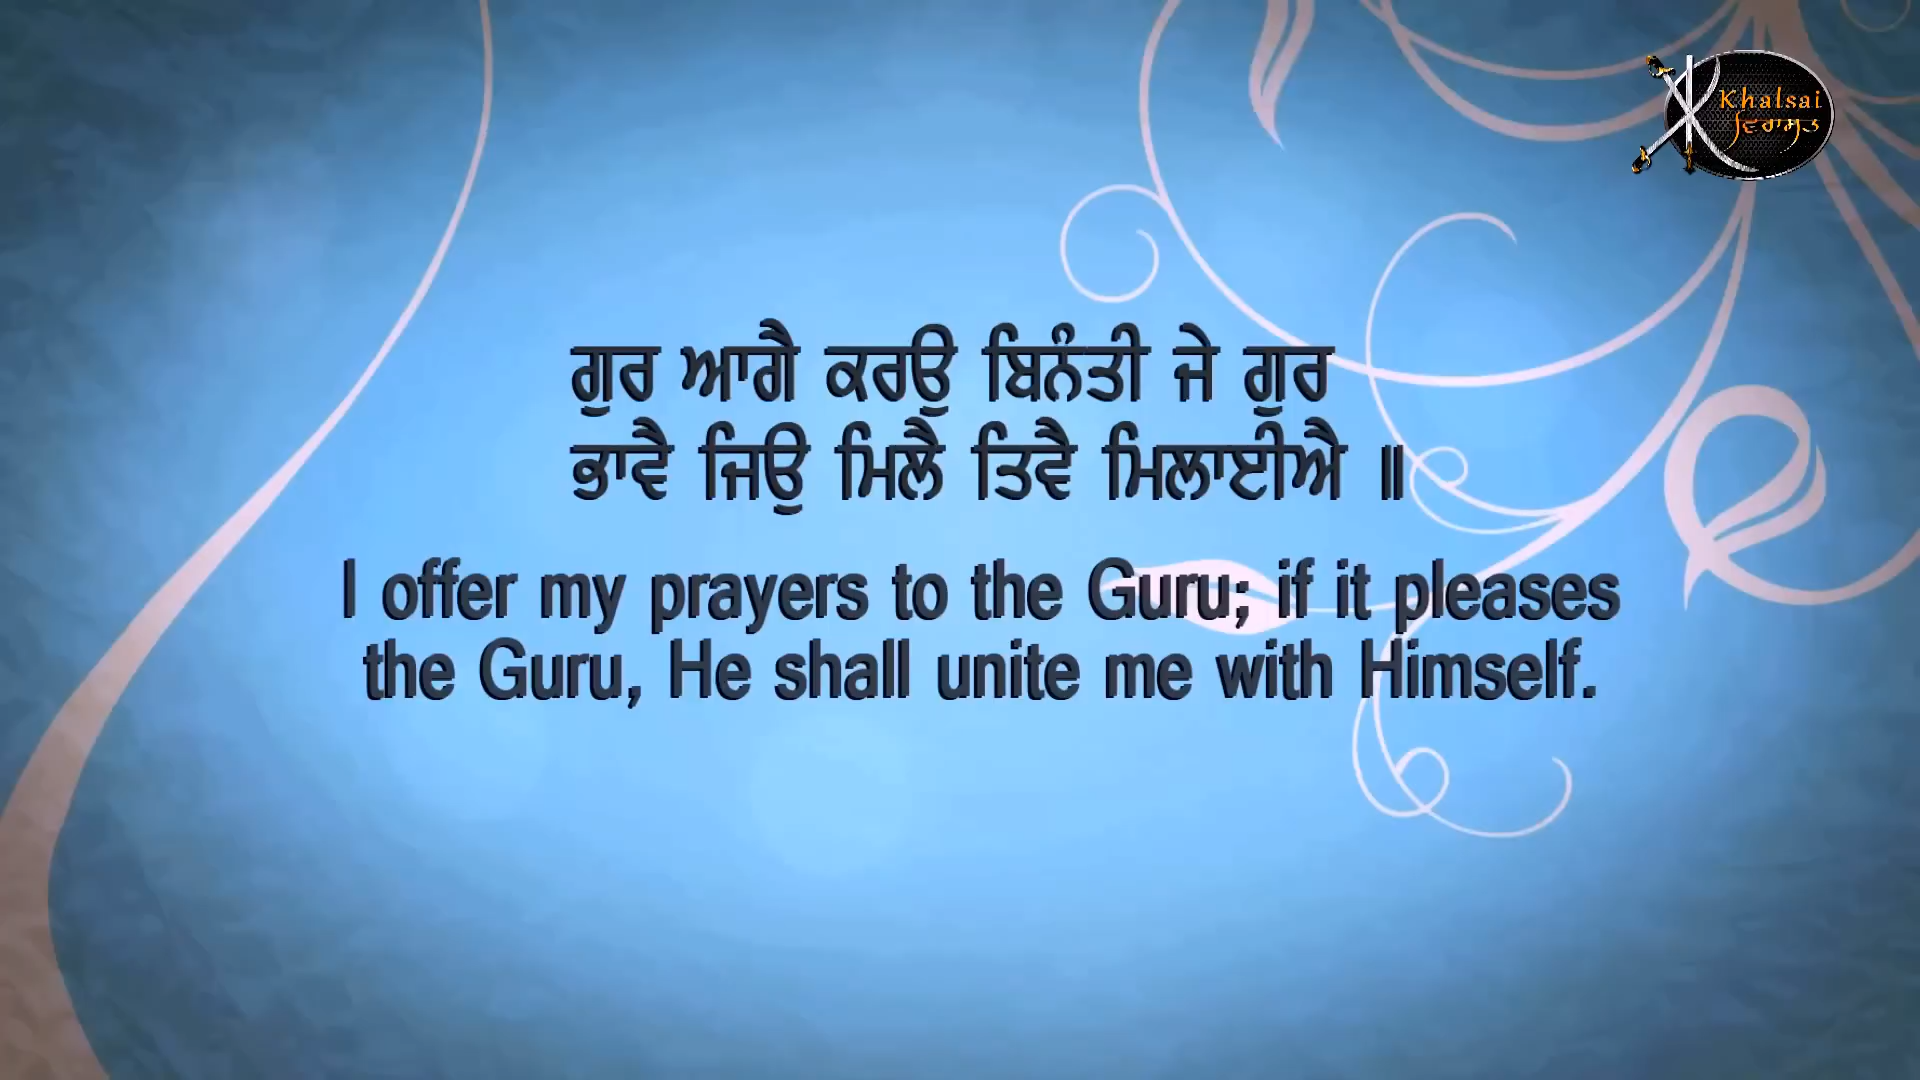 Khalsai
ਵਿਰਾਸਤ
ਗੁਰ ਆਗੈ ਕਰਉ ਬਿਨੰਤੀ ਜੇ ਗੁਰ
ਭਾਵੈ ਜਿਉ ਮਿਲੈ ਤਿਵੈ ਮਿਲਾਈਐ ॥
I offer my prayers to the Guru; if it pleases
the Guru, He shall unite me with Himself.